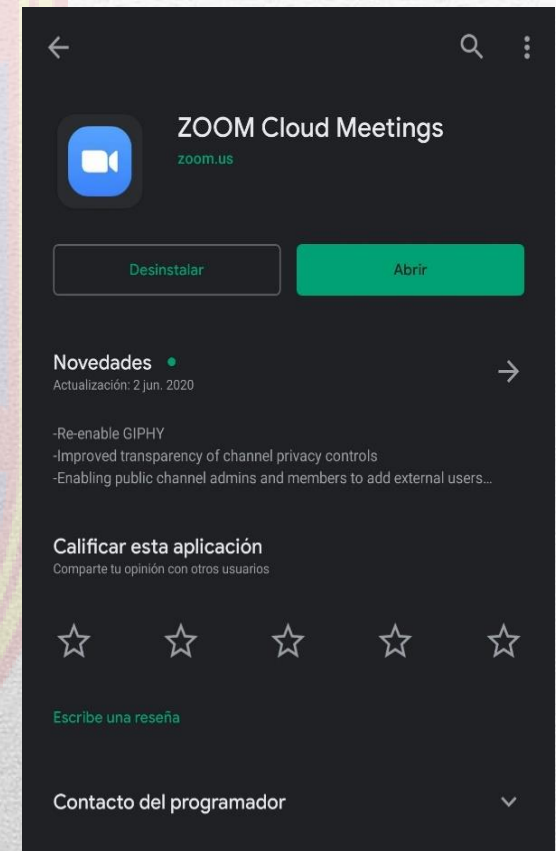 ZOOM Cloud Meetings
zoom.us
Desinstalar
Abrir
Novedades
Actualización: 2 jun. 2020
-Re-enable GIPHY
-Improved transparency of channel privacy controls
-Enabling public channel admins and members to add external users...
Calificar esta aplicación
Comparte tu opinión con otros usuarios
Escribe una reseña
Contacto del programador